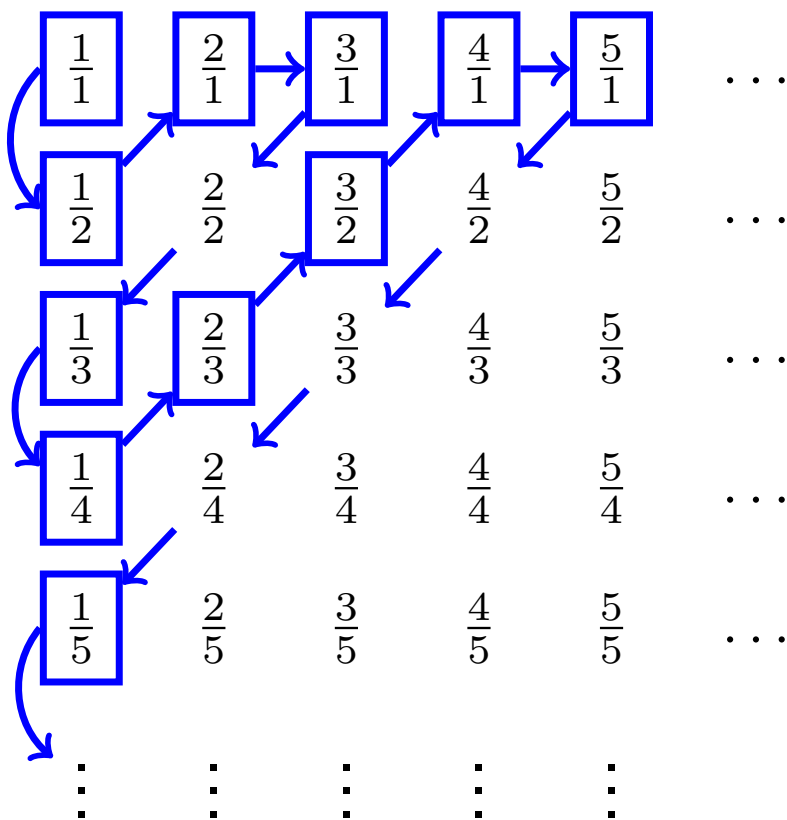 1/1 2/1 3/1 4/1 5/1 ...
1/2 2/2 3/2 4/2 5/2 ...
1/3 2/3 3/3 4/3 5/3 ...
1/4 2/4 3/4 4/4 5/4 ...
1/5 2/5 3/5 4/5 5/5 ...
⋮ ⋮ ⋮ ⋮ ⋮